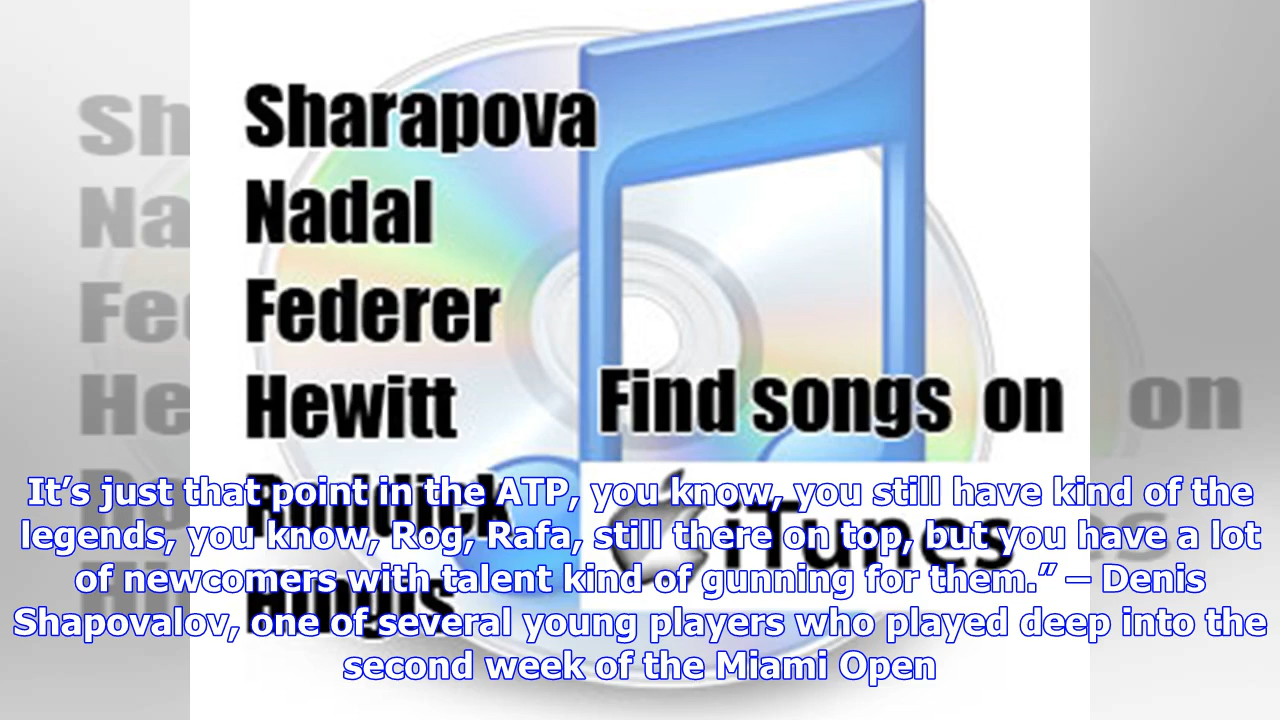 Sharapova
Nadal
Federer
Hewitt
Roddick
Hingis
Find songs on
iTunes
It’s just that point in the ATP, you know, you still have kind of the
legends, you know, Rog, Rafa, still there on top, but you have a lot
of newcomers with talent kind of gunning for them.” — Denis
Shapovalov, one of several young players who played deep into the
second week of the Miami Open